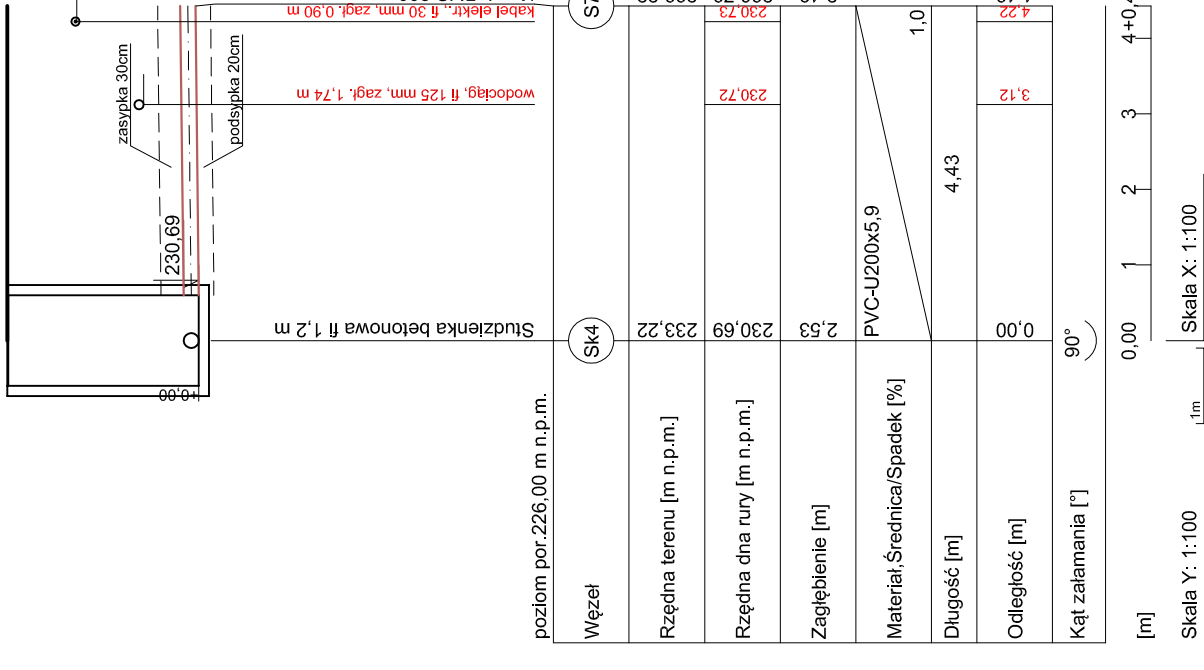 zasypka 30cm
podsypka 20cm
230,69
+0,00
kabel elektr., fi 30 mm, zagł. 0,90 m
wodociąg, fi 125 mm, zagł. 1,74 m
Studzienka betonowa fi 1,2 m
poziom por.226,00 m n.p.m.
Węzeł
Sk4
S7
Rzędna terenu [m n.p.m.]
233,22
Rzędna dna rury [m n.p.m.]
230,69
230,72
230,73
Zagłębienie [m]
2,53
Materiał,Średnica/Spadek [%]
PVC-U200x5,9
1,0
Długość [m]
4,43
Odległość [m]
0,00
3,12
4,22
Kąt załamania [°]
90°
[m]
0,00
1
2
3
4
Skala Y: 1:100
1m
Skala X: 1:100